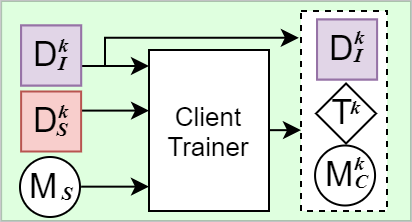 D_I^k
D_S^k
M_S
Client
Trainer
D_I^k
T^k
M_C^k